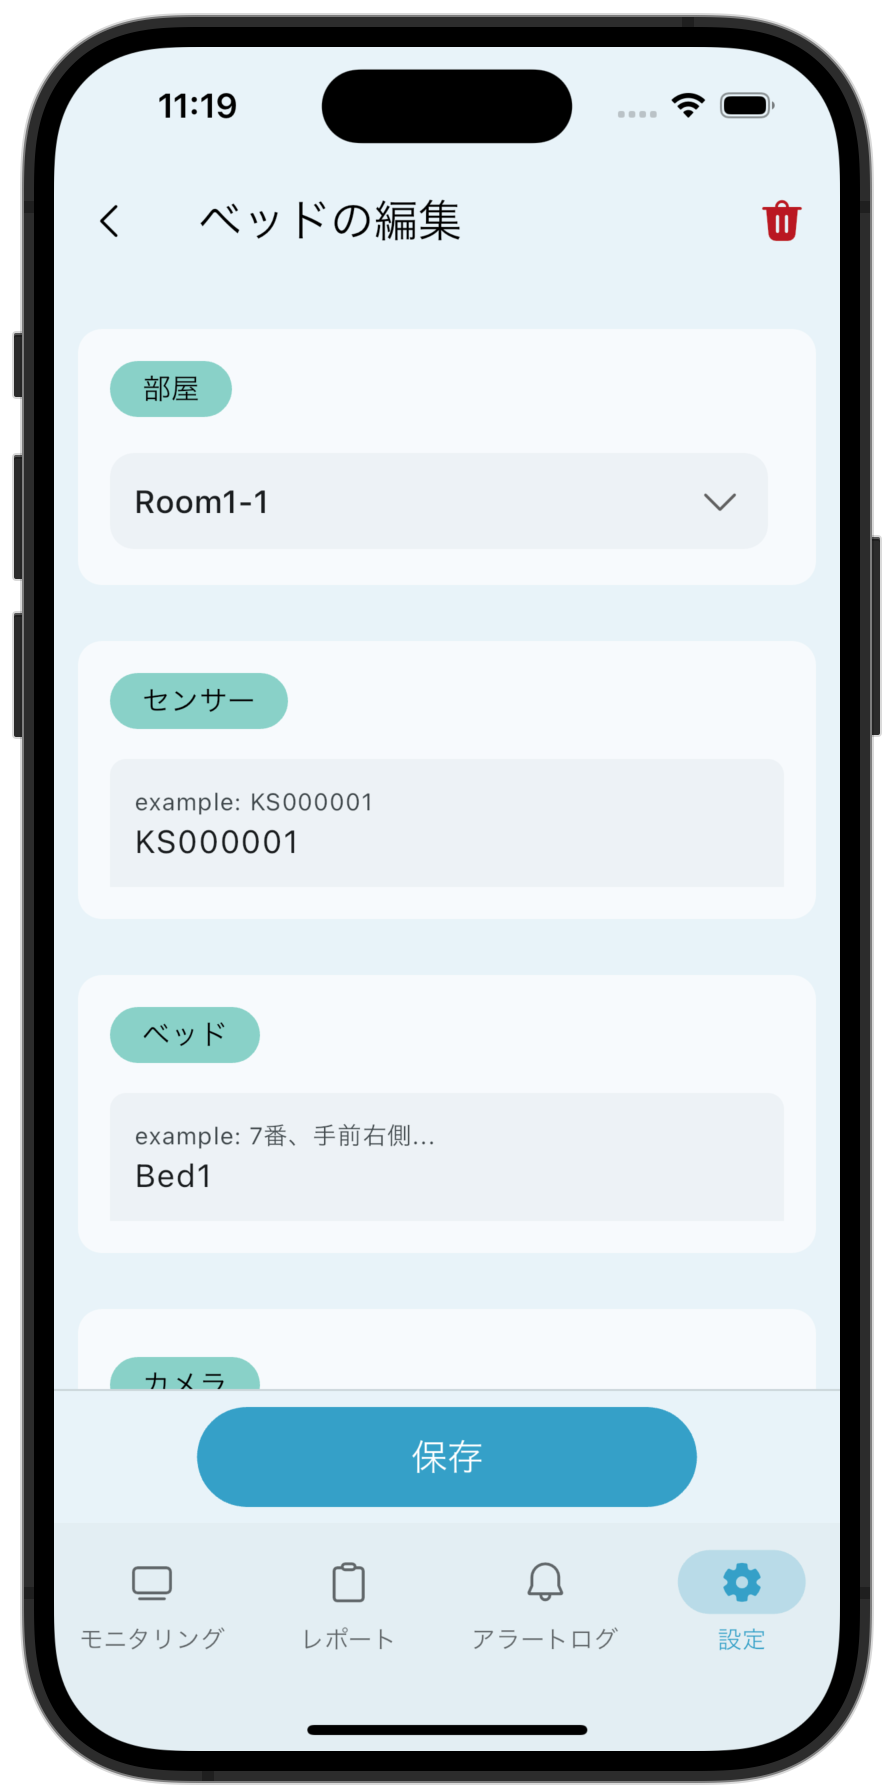 11:19
ベッドの編集
部屋
Room1-1
センサー
example: KS000001
KS000001
ベッド
example: 7番、手前右側...
Bed1
カメラ
保存
モニタリング
レポート
アラートログ
設定